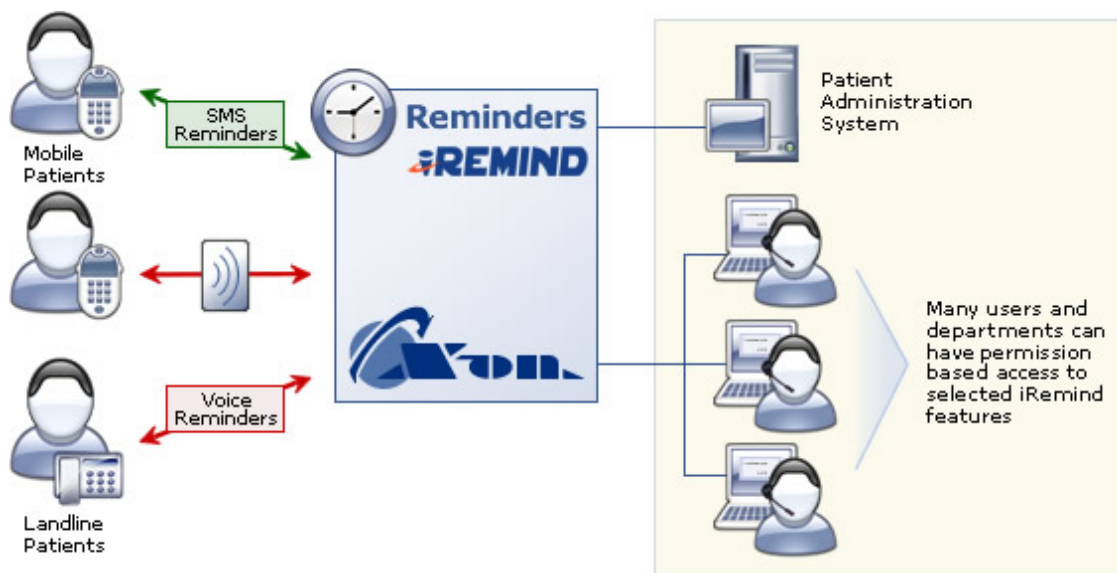 Mobile
Patients
SMS
Reminders
Voice
Reminders
Landline
Patients
Reminders
iREMIND
Axon.
Patient
Administration
System
Many users and
departments can
have permission
based access to
selected iRemind
features